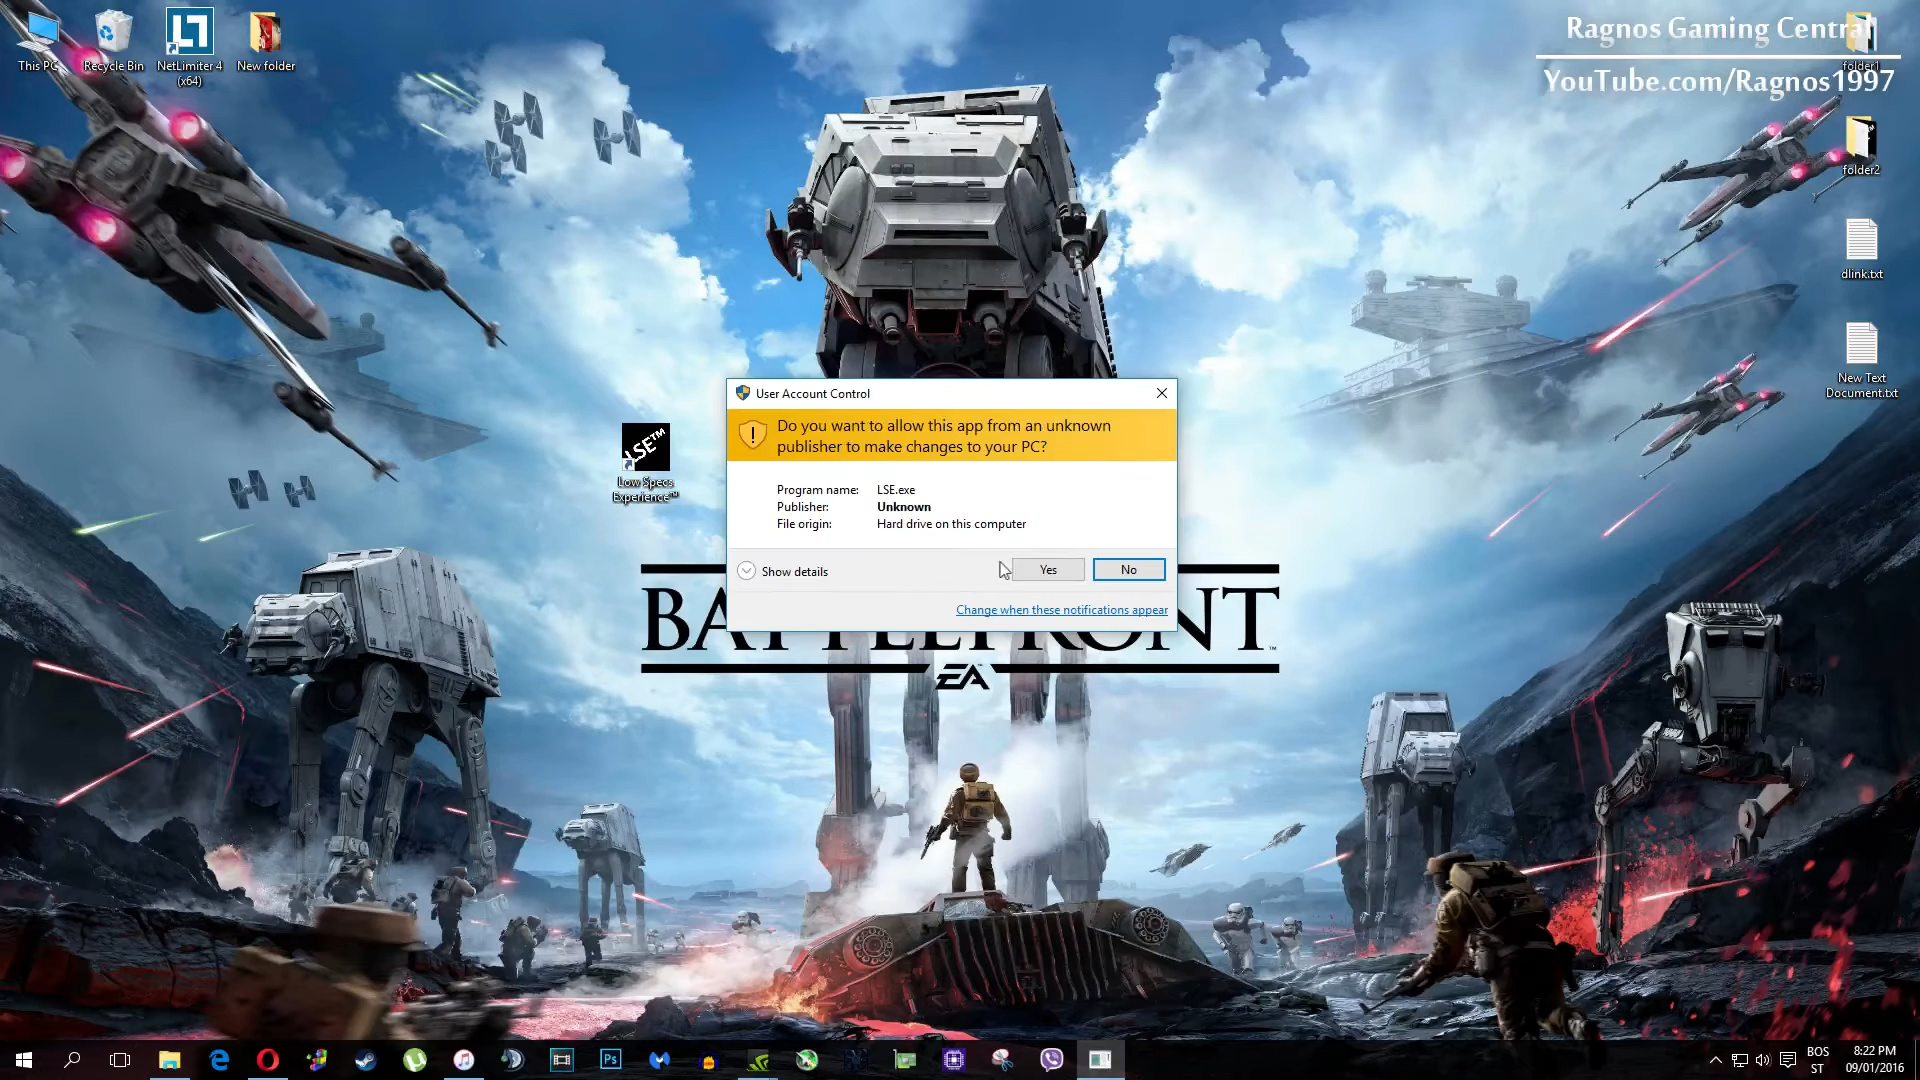 This PC
Recycle Bin
NetLimiter 4
(x64)
New folder
Ragnos Gaming Central
YouTube.com/Ragnos1997
folder1
folder2
dlink.txt
New Text
Document.txt
LSE™
Low Specs
Experience™
User Account Control
Do you want to allow this app from an unknown
publisher to make changes to your PC?
Program name: LSE.exe
Publisher: Unknown
File origin: Hard drive on this computer
Show details
Yes
No
Change when these notifications appear
BATTLEFRONT
EA
Ps
BOS
ST
8:22 PM
09/01/2016